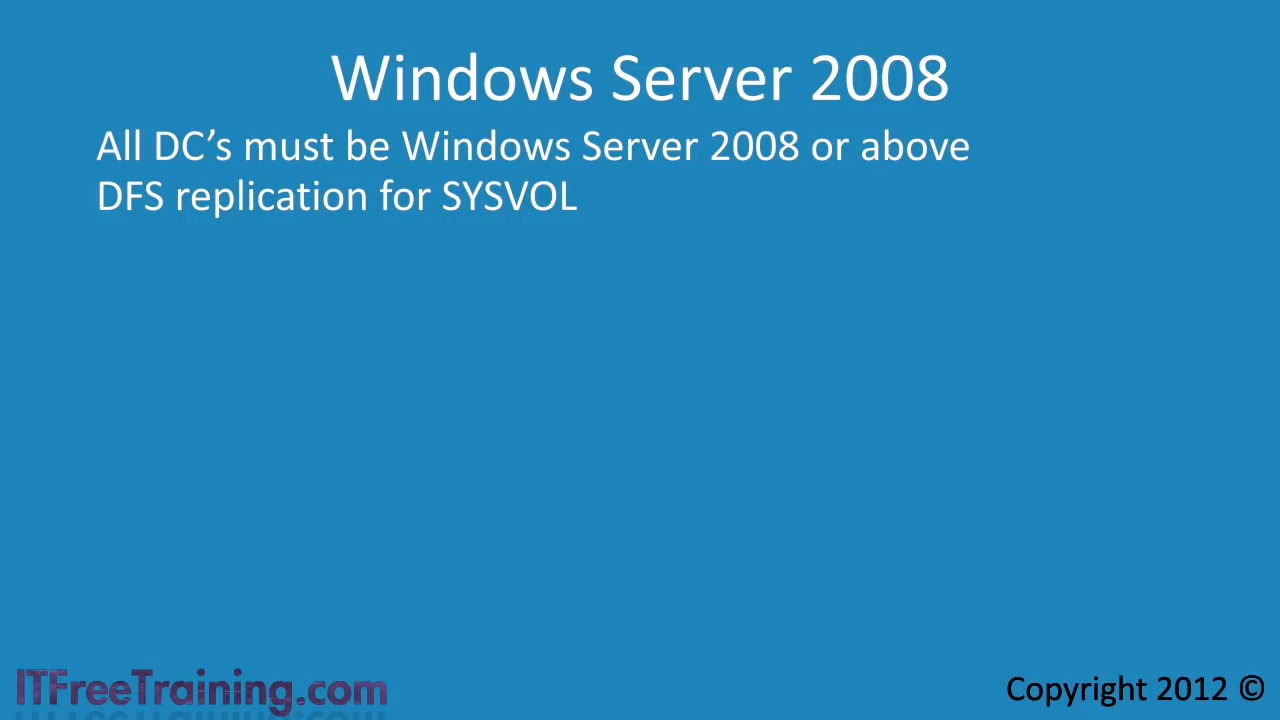 Windows Server 2008
All DC’s must be Windows Server 2008 or above
DFS replication for SYSVOL
ITFreeTraining.com
Copyright 2012 ©